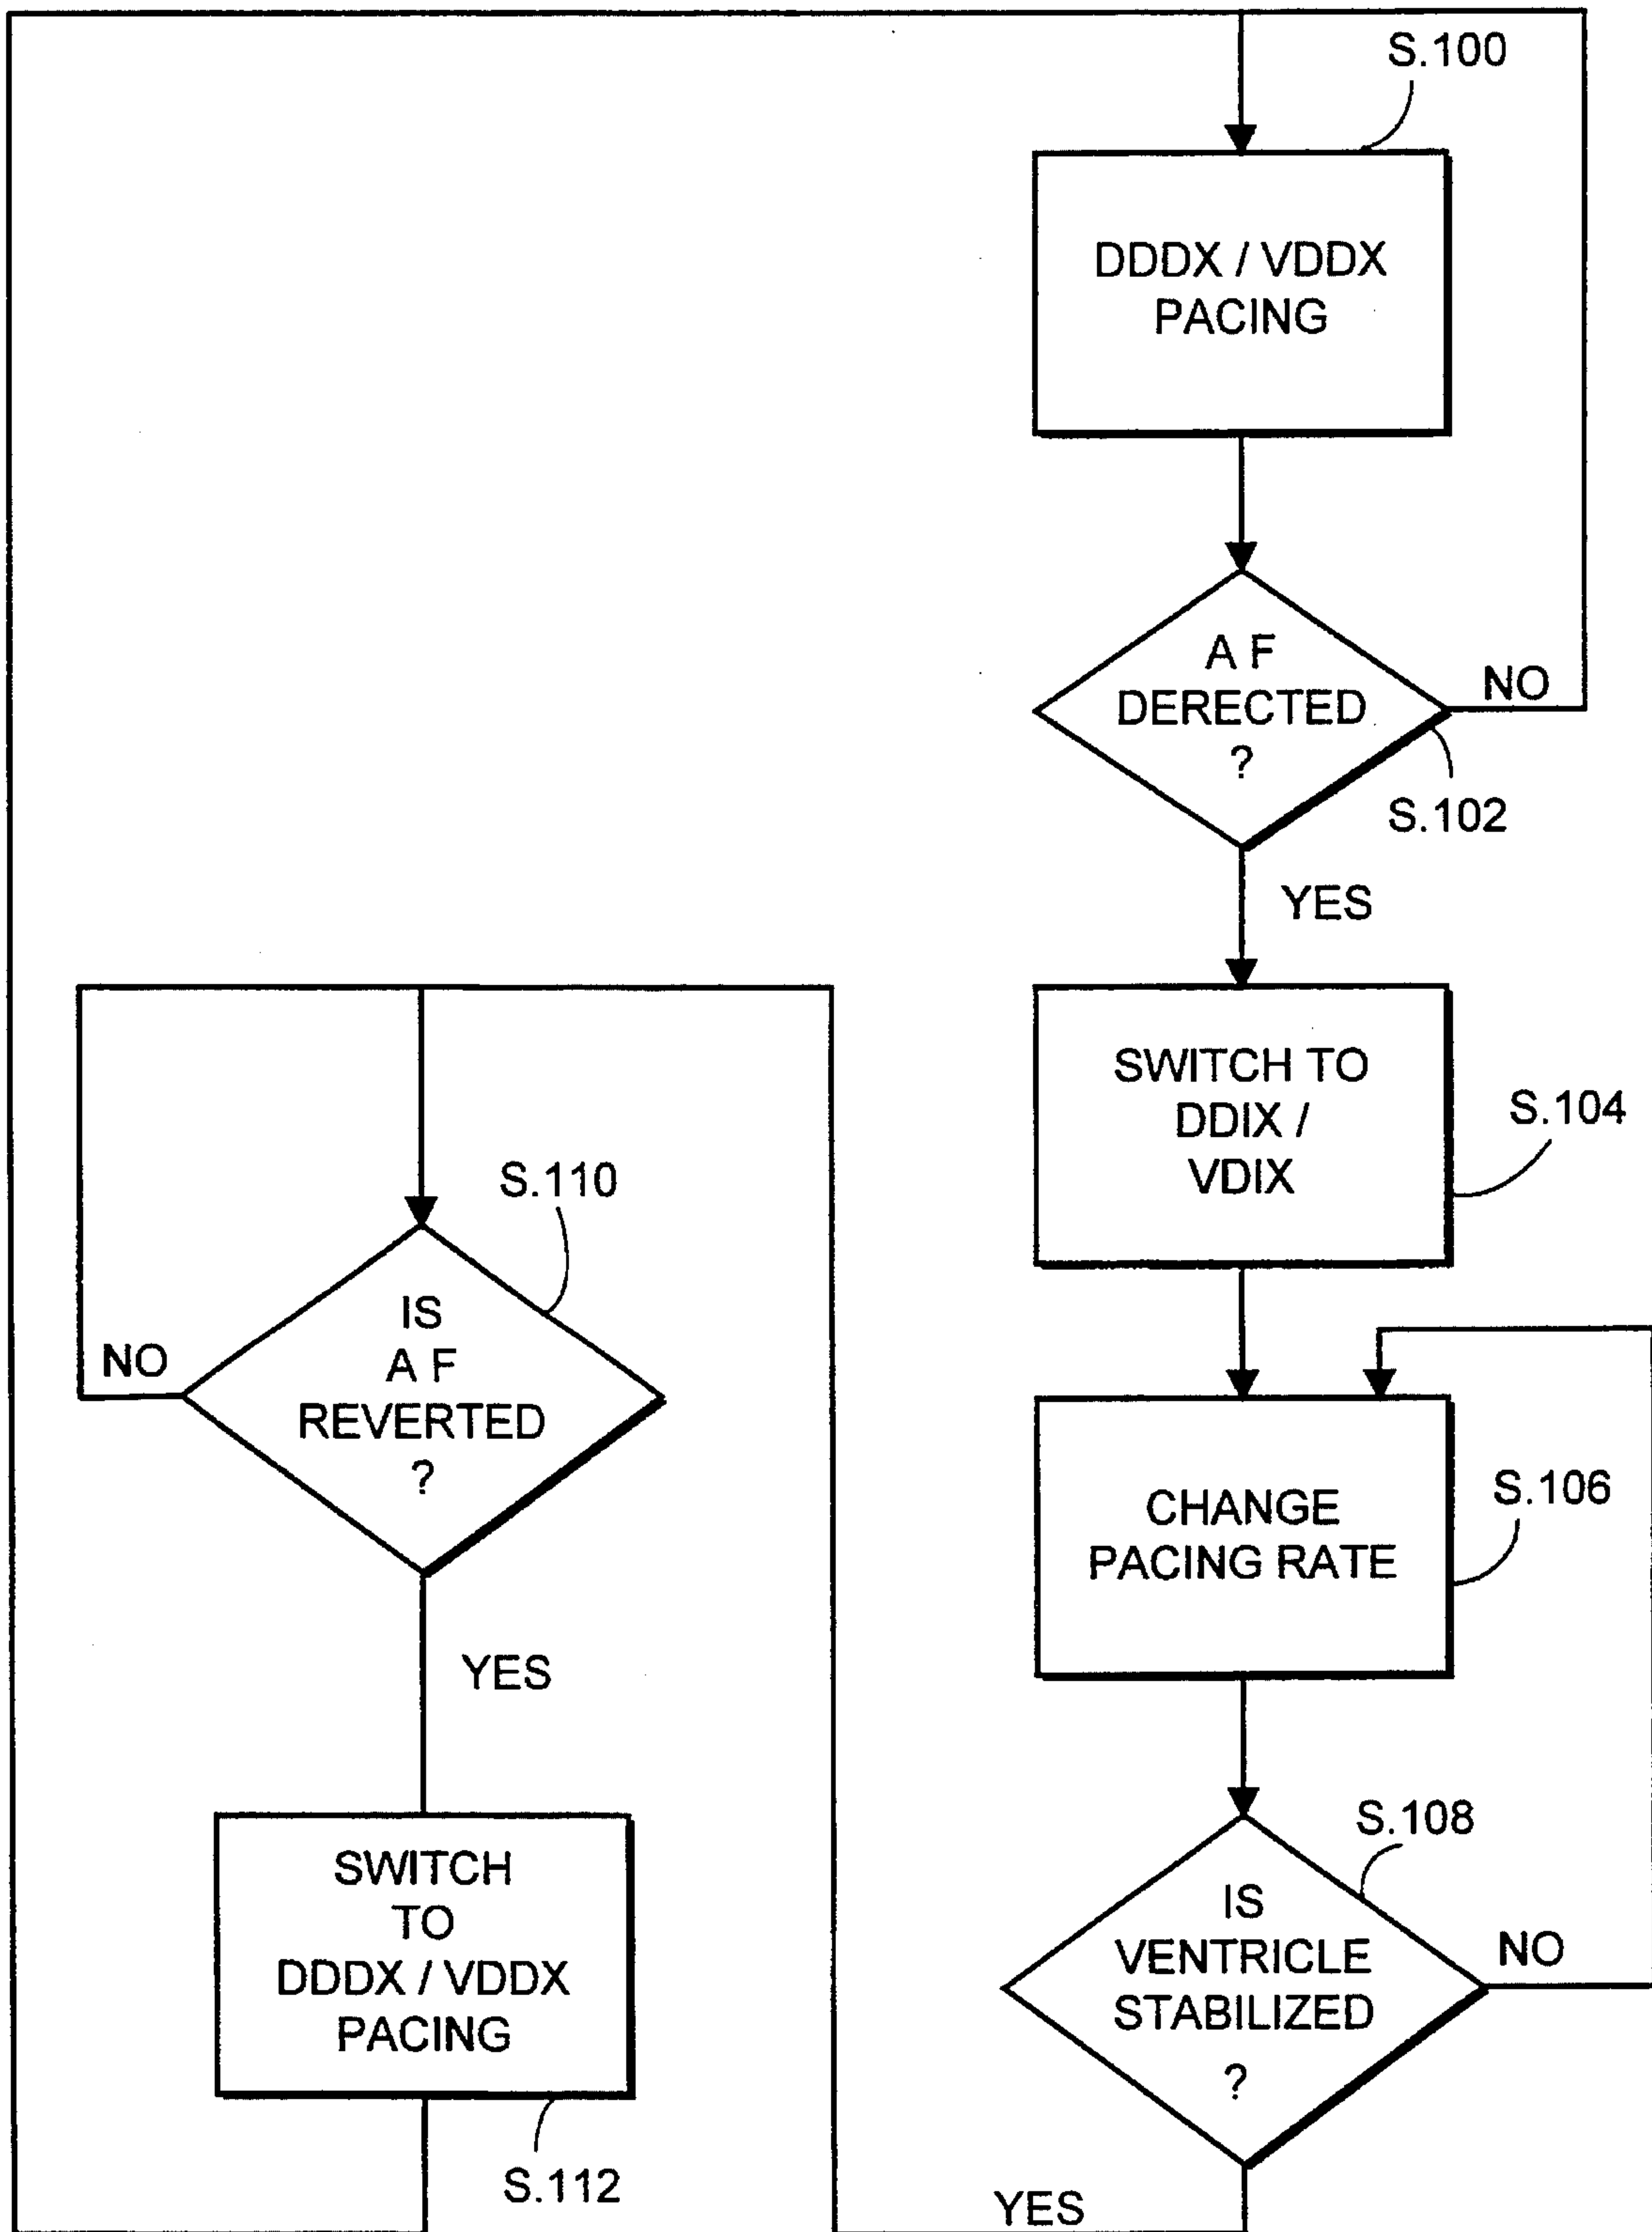 S.100
DDDX / VDDX
PACING
A F
DERECTED
?
NO
S.102
YES
SWITCH TO
DDIX /
VDIX
S.104
CHANGE
PACING RATE
S.106
IS
VENTRICLE
STABILIZED
?
S.108
NO
YES
S.110
IS
A F
REVERTED
?
NO
YES
SWITCH
TO
DDDX / VDDX
PACING
S.112